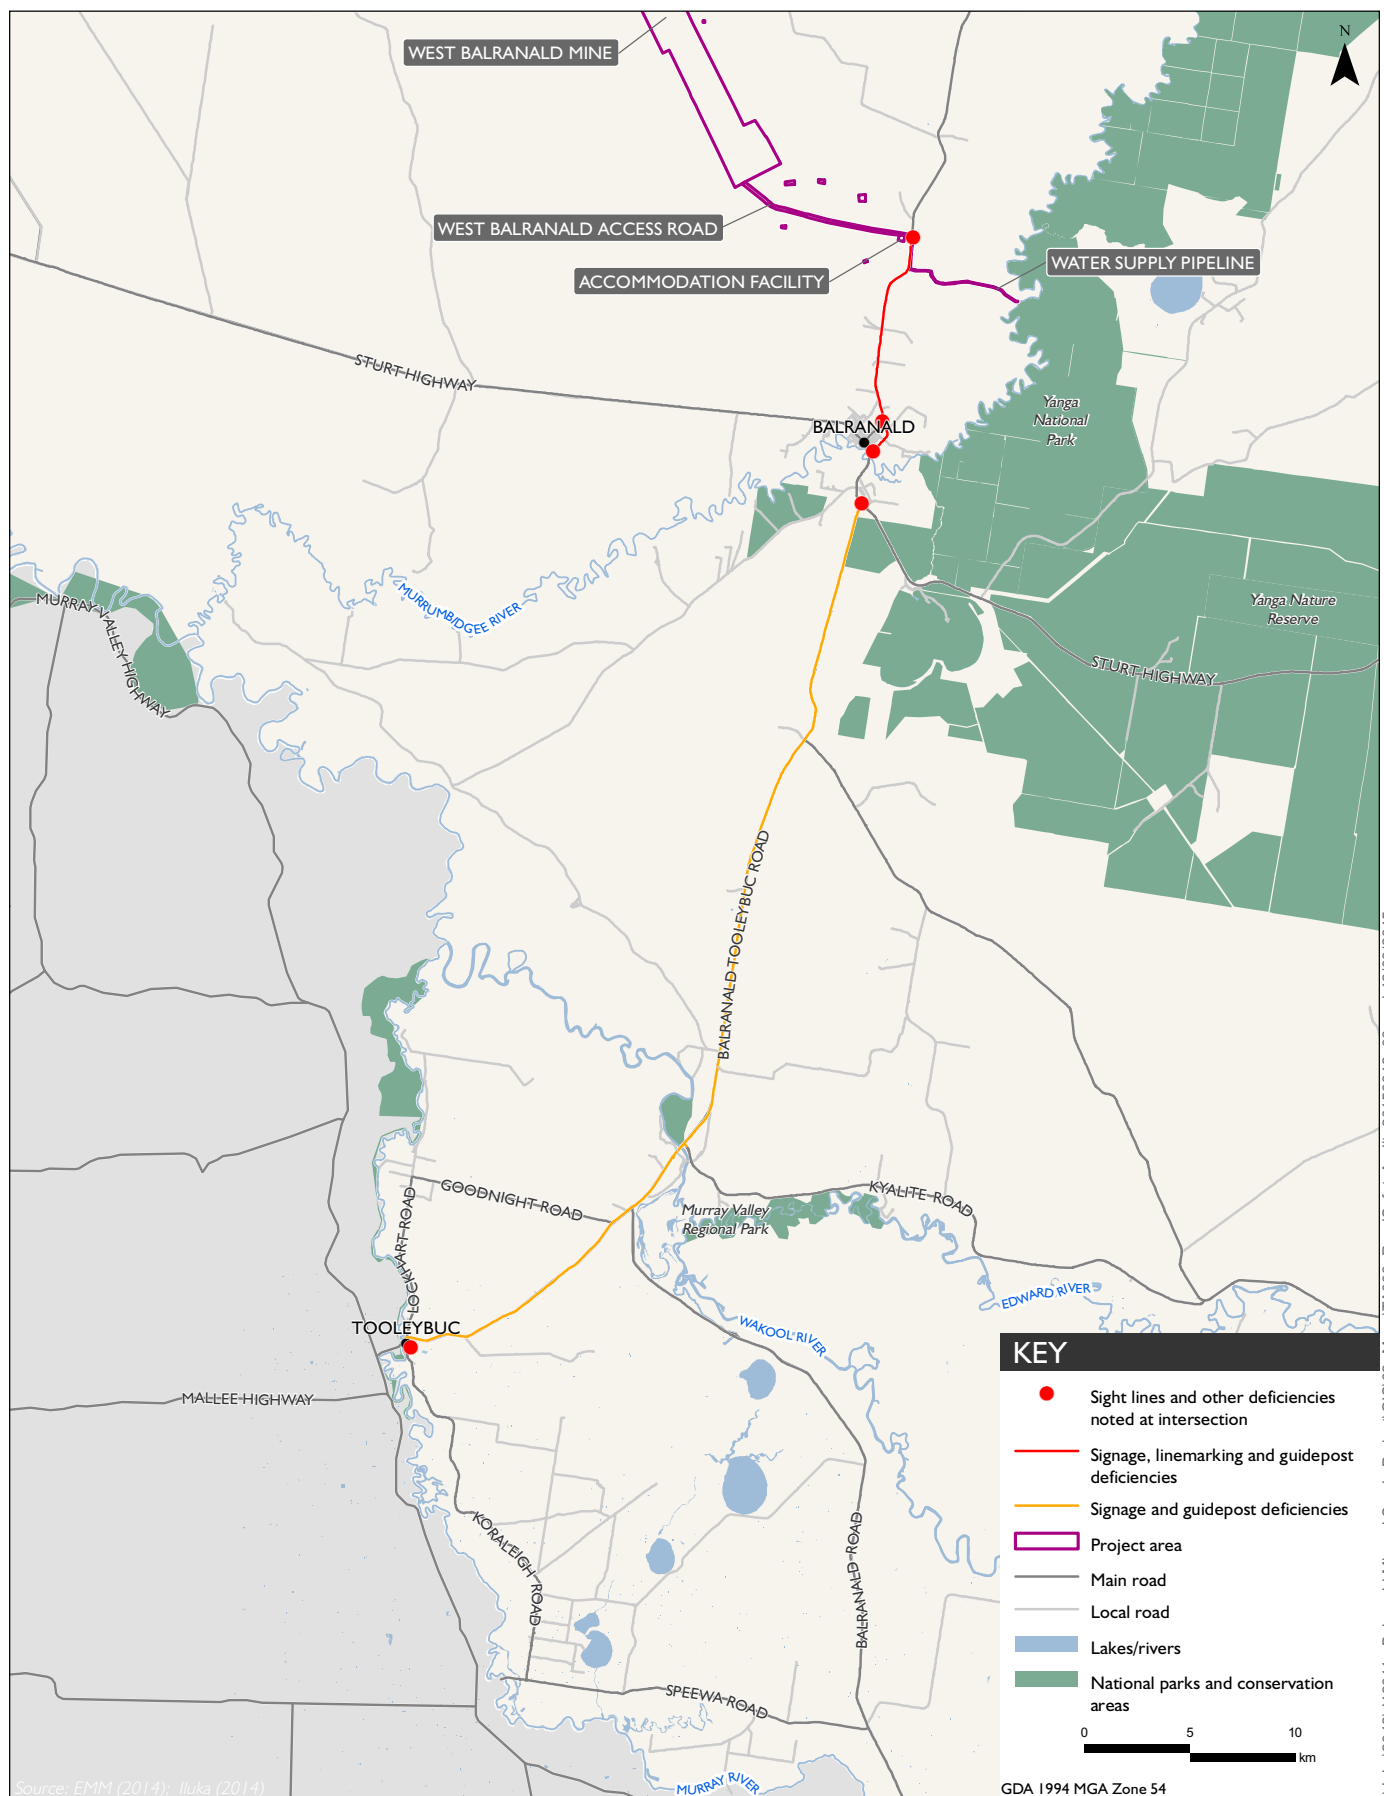 WEST BALRANALD MINE
N
WEST BALRANALD ACCESS ROAD
ACCOMMODATION FACILITY
WATER SUPPLY PIPELINE
STURT HIGHWAY
BALRANALD
Yanga
National
Park
MURRUMBIDGEE RIVER
MURRAY VALLEY HIGHWAY
Yanga Nature
Reserve
STURT HIGHWAY
BALRANALD TOOLEYBUC ROAD
GOODNIGHT ROAD
KYALITE ROAD
Murray Valley
Regional Park
LOCKHART ROAD
EDWARD RIVER
TOOLEYBUC
WAKOOL RIVER
MALLEE HIGHWAY
KORALEIGH ROAD
BALRANALD ROAD
SPEEWA ROAD
MURRAY RIVER
KEY
Sight lines and other deficiencies
noted at intersection
Signage, linemarking and guidepost
deficiencies
Signage and guidepost deficiencies
Project area
Main road
Local road
Lakes/rivers
National parks and conservation
areas
0 5 10
km
GDA 1994 MGA Zone 54
Source: EMM (2014); Iluka (2014)